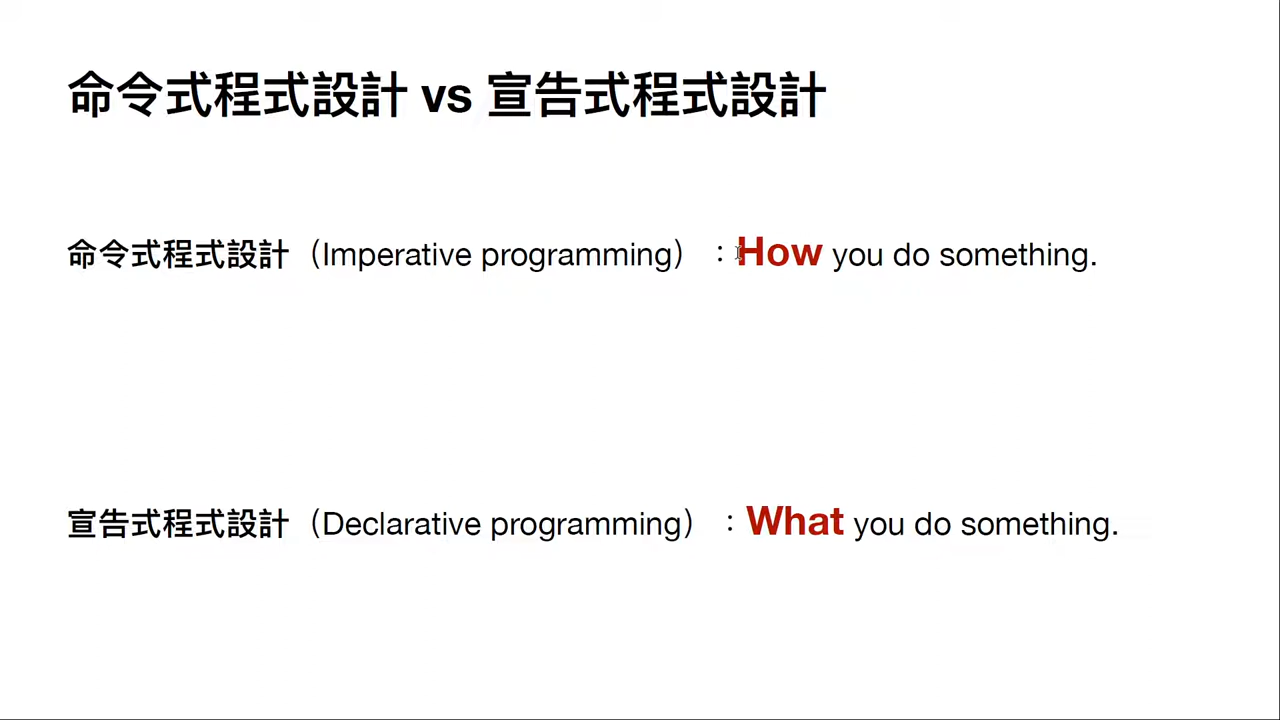 命令式程式設計 vs 宣告式程式設計
命令式程式設計（Imperative programming）：How you do something.
宣告式程式設計（Declarative programming）：What you do something.